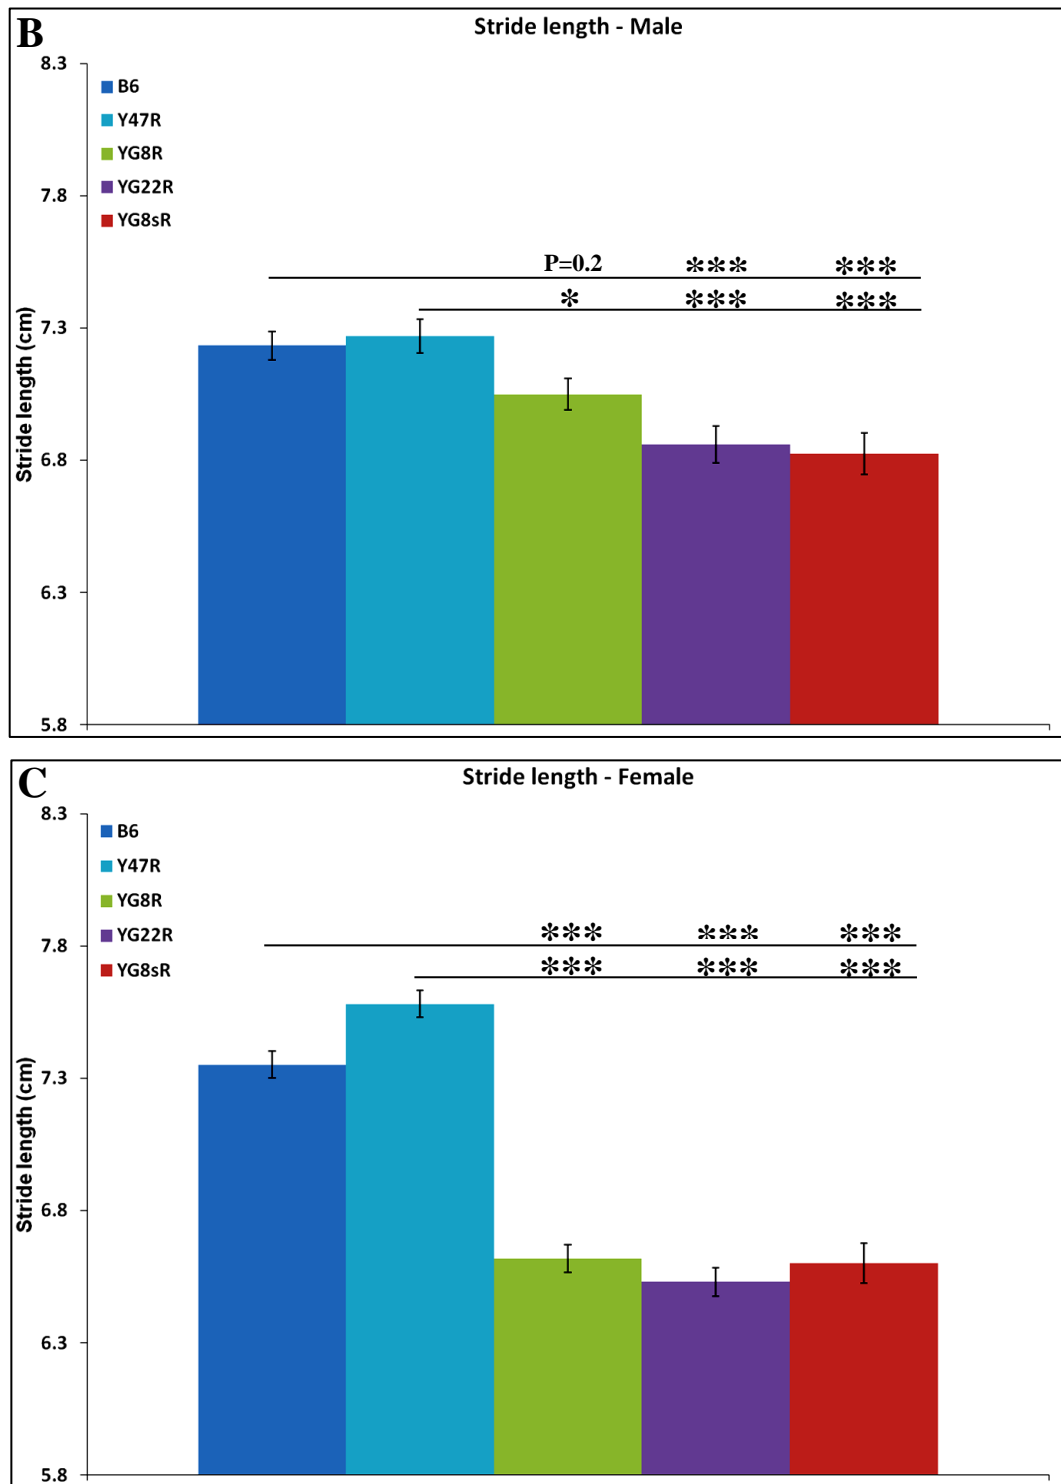 B
Stride length - Male
8.3
7.8
7.3
6.8
6.3
5.8
Stride length (cm)
B6
Y47R
YG8R
YG22R
YG8sR
P=0.2 *** ***
* *** ***
C
Stride length - Female
8.3
7.8
7.3
6.8
6.3
5.8
Stride length (cm)
B6
Y47R
YG8R
YG22R
YG8sR
*** *** ***
*** *** ***